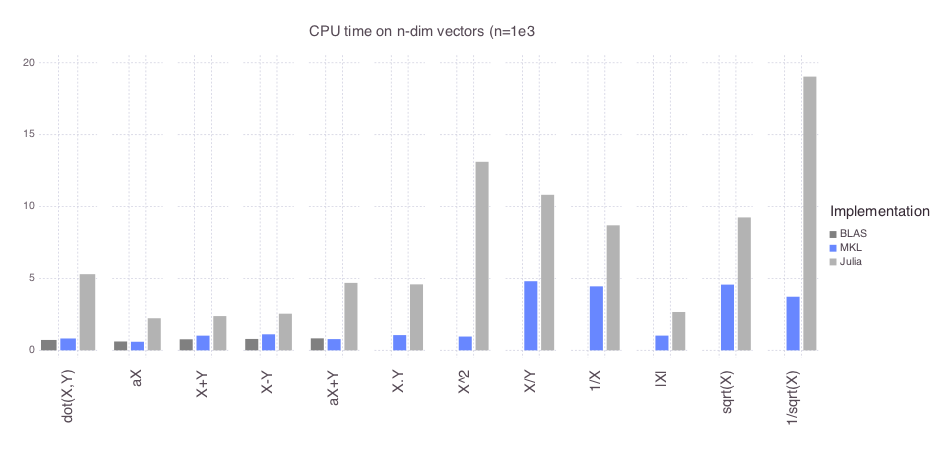 CPU time on n-dim vectors (n=1e3
20
15
10
5
0
Implementation
BLAS
MKL
Julia
dot(X,Y)
aX
X+Y
X-Y
aX+Y
X.Y
X^2
X/Y
1/X
|X|
sqrt(X)
1/sqrt(X)